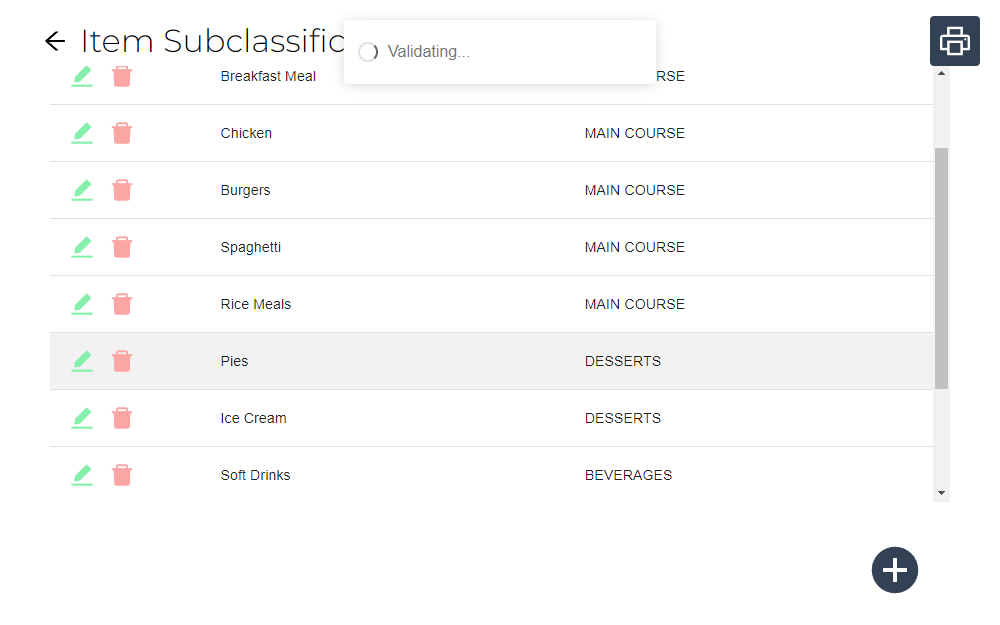 Item Subclassific
Validating...
Breakfast Meal RSE
Chicken MAIN COURSE
Burgers MAIN COURSE
Spaghetti MAIN COURSE
Rice Meals MAIN COURSE
Pies DESSERTS
Ice Cream DESSERTS
Soft Drinks BEVERAGES